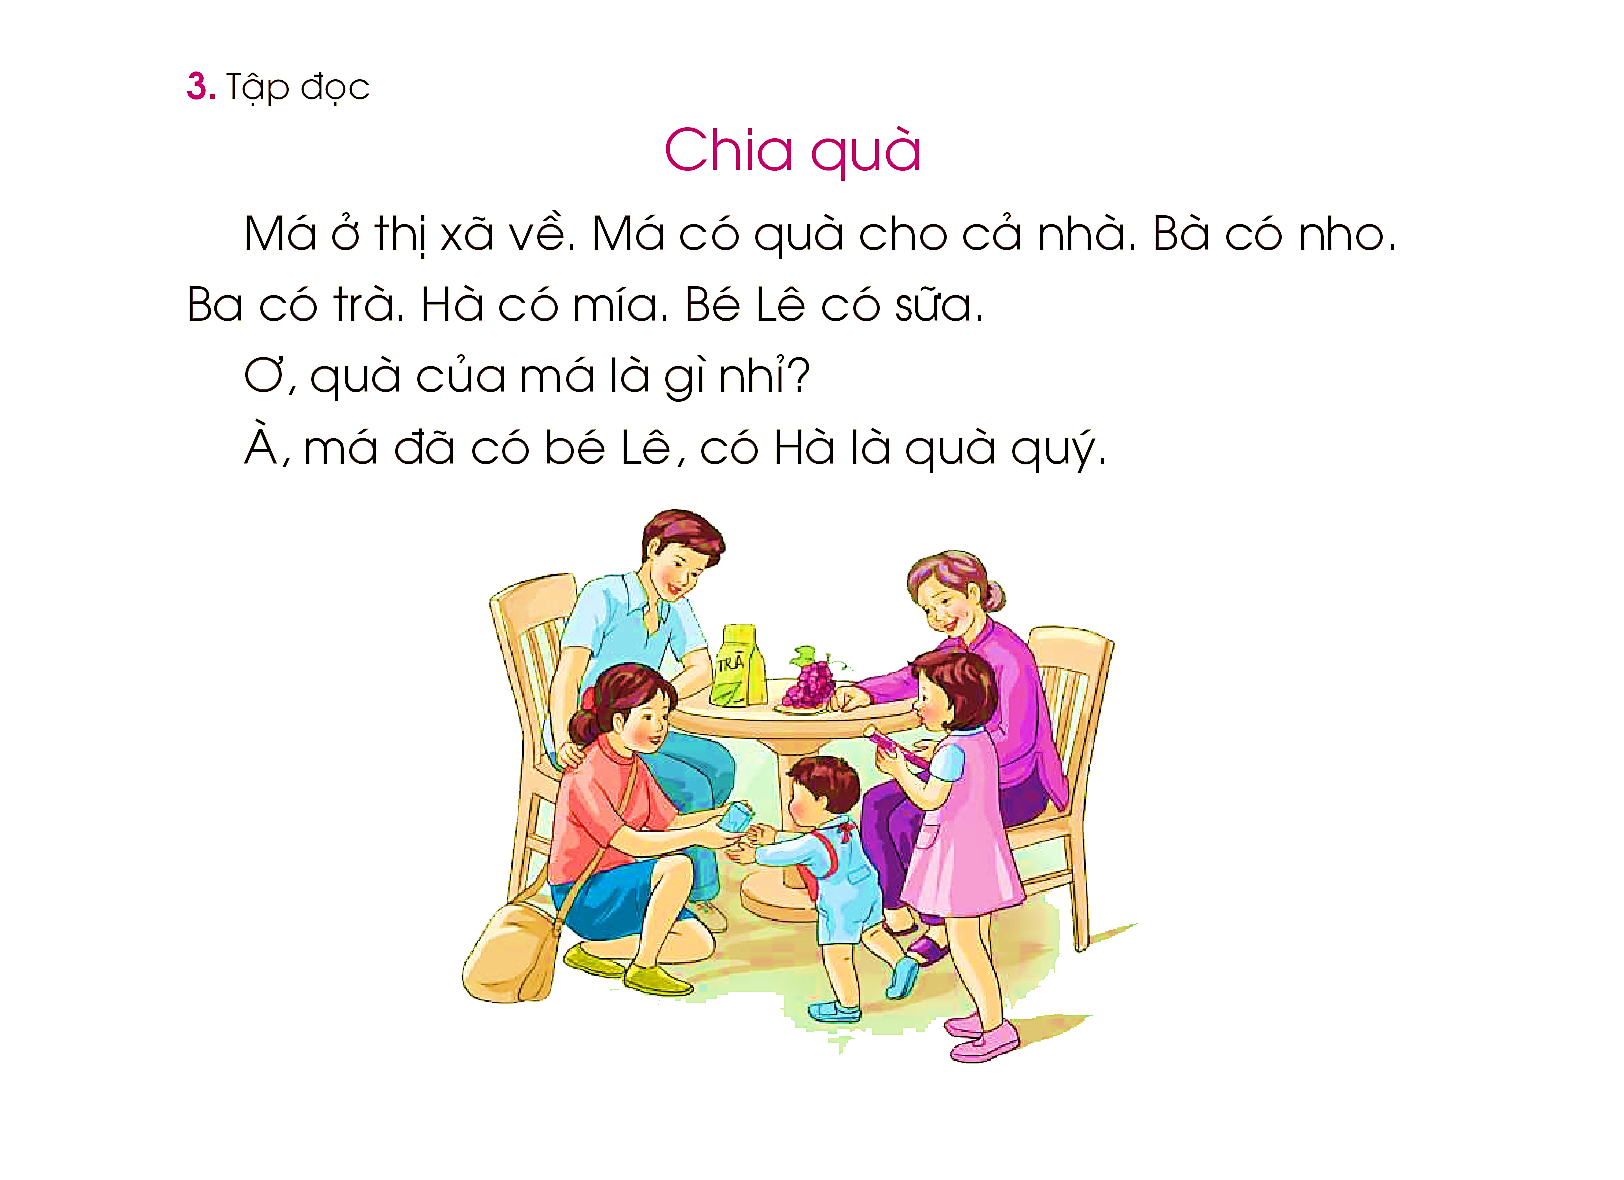 3. Tập đọc
Chia quà
Má ở thị xã về. Má có quà cho cả nhà. Bà có nho.
Ba có trà. Hà có mía. Bé Lê có sữa.
Ơ, quà của má là gì nhỉ?
À, má đã có bé Lê, có Hà là quà quý.
TRÀ